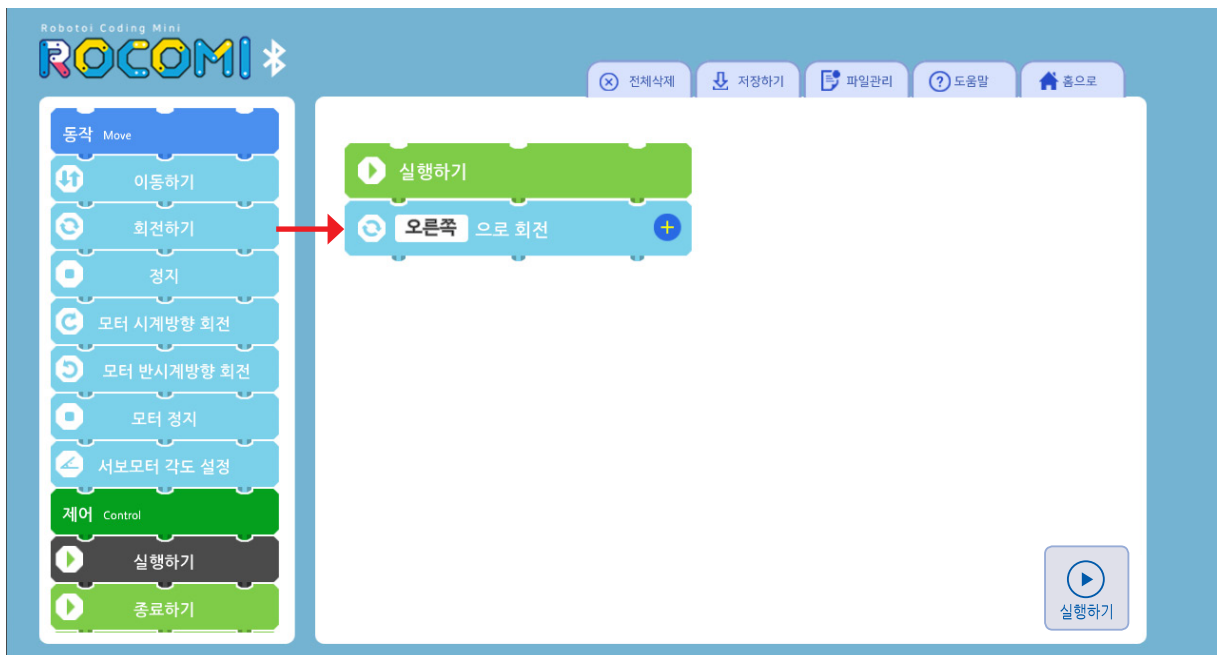 Robotoi Coding Mini
ROCOMI
전체삭제
저장하기
파일관리
도움말
홈으로
동작 Move
이동하기
회전하기
정지
모터 시계방향 회전
모터 반시계방향 회전
모터 정지
서보모터 각도 설정
제어 Control
실행하기
종료하기
실행하기
오른쪽 으로 회전
실행하기